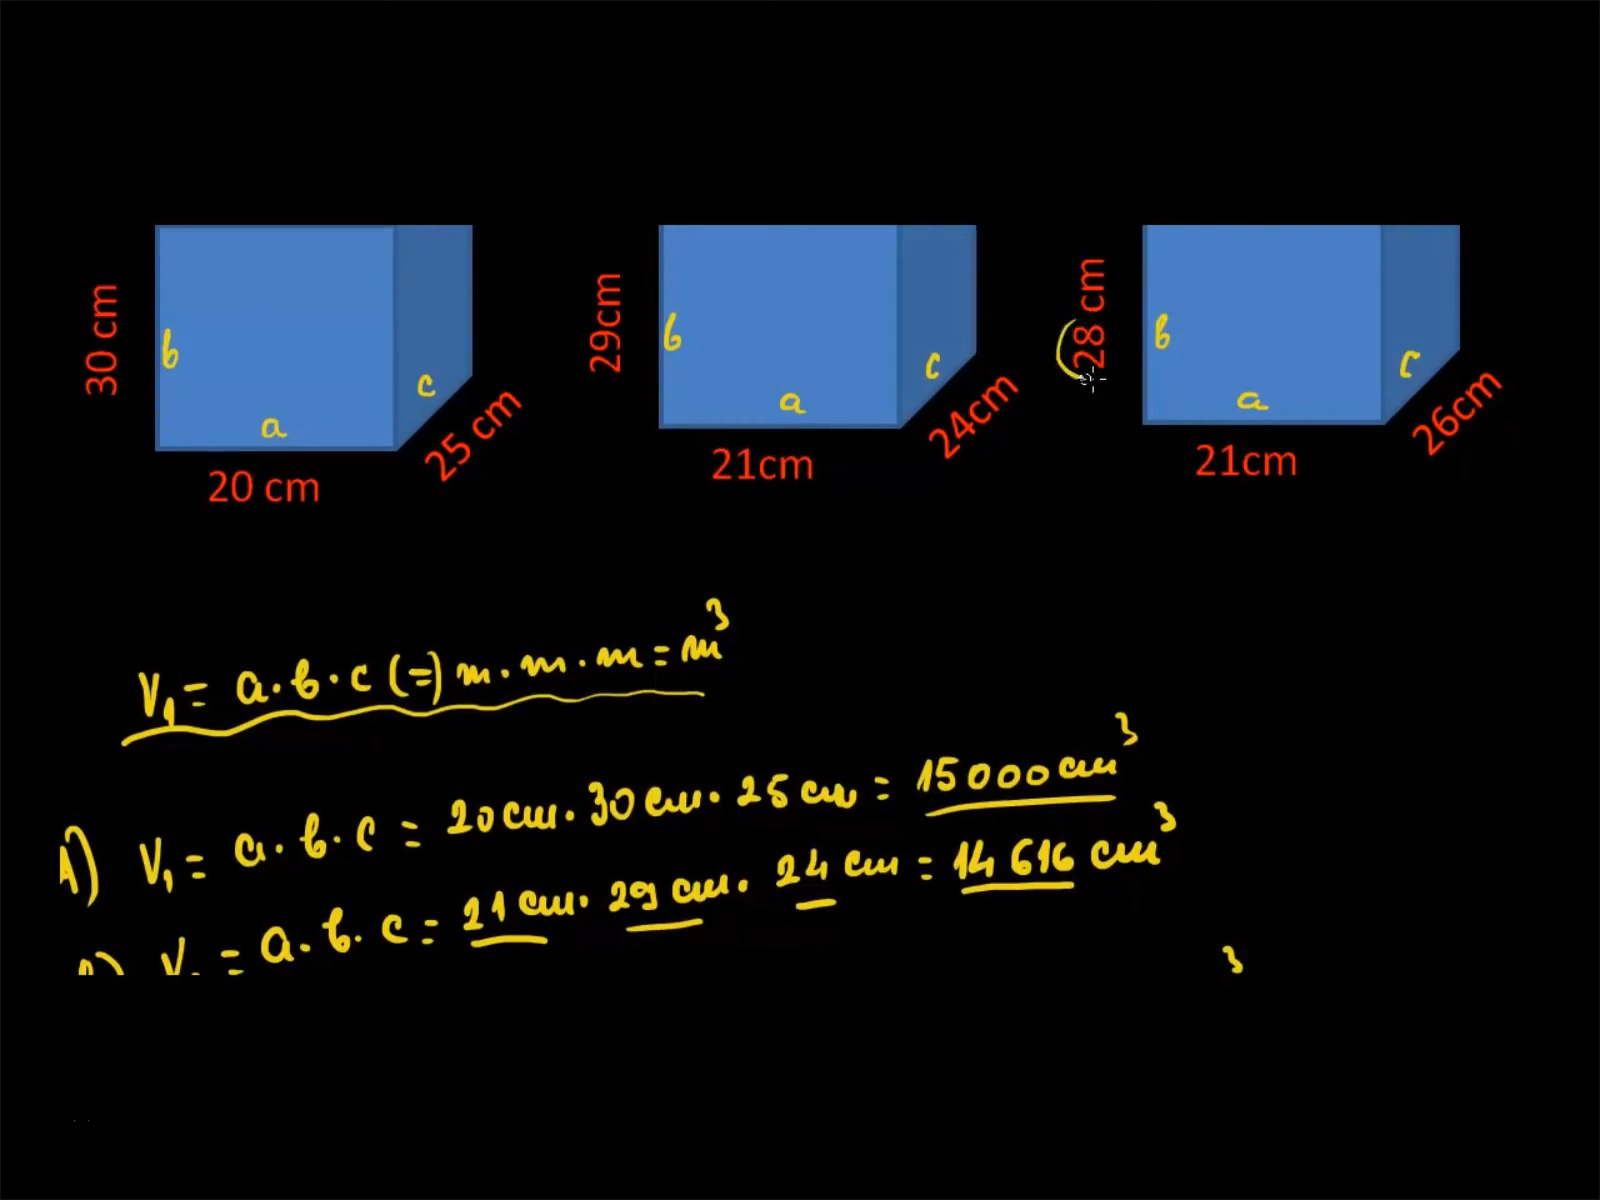 30 cm
b
a
c
20 cm
25 cm
29cm
b
a
c
21cm
24cm
28 cm
b
a
c
21cm
26cm
V₁ = a · b · c (=) m · m · m = m³
A) V₁ = a · b · c = 20 cm · 30 cm · 25 cm = 15 000 cm³
a · b · c = 21 cm · 29 cm · 24 cm = 14 616 cm³
3